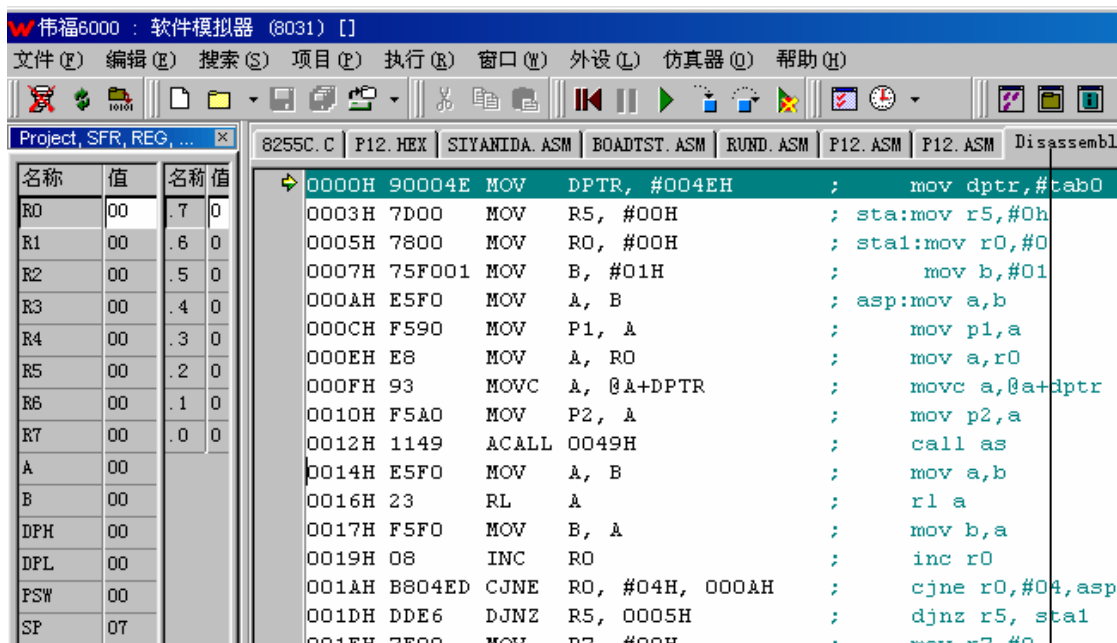 伟福6000 : 软件模拟器 (8031) []
文件(F) 编辑(E) 搜索(S) 项目(P) 执行(R) 窗口(W) 外设(L) 仿真器(O) 帮助(H)
Project, SFR, REG, ...
8255C.C P12.HEX SIYANIDA.ASM BOADTST.ASM RUND.ASM P12.ASM P12.ASM Disassembl
名称 值 名称 值
R0 00 .7 0
R1 00 .6 0
R2 00 .5 0
R3 00 .4 0
R4 00 .3 0
R5 00 .2 0
R6 00 .1 0
R7 00 .0 0
A 00
B 00
DPH 00
DPL 00
PSW 00
SP 07
0000H 90004E MOV DPTR, #004EH ; mov dptr,#tab0
0003H 7D00 MOV R5, #00H ; sta:mov r5,#0h
0005H 7800 MOV R0, #00H ; sta1:mov r0,#0
0007H 75F001 MOV B, #01H ; mov b,#01
000AH E5F0 MOV A, B ; asp:mov a,b
000CH F590 MOV P1, A ; mov p1,a
000EH E8 MOV A, R0 ; mov a,r0
000FH 93 MOVC A, @A+DPTR ; movc a,@a+dptr
0010H F5A0 MOV P2, A ; mov p2,a
0012H 1149 ACALL 0049H ; call as
0014H E5F0 MOV A, B ; mov a,b
0016H 23 RL A ; rl a
0017H F5F0 MOV B, A ; mov b,a
0019H 08 INC R0 ; inc r0
001AH B804ED CJNE R0, #04H, 000AH ; cjne r0,#04,asp
001DH DDE6 DJNZ R5, 0005H ; djnz r5, sta1